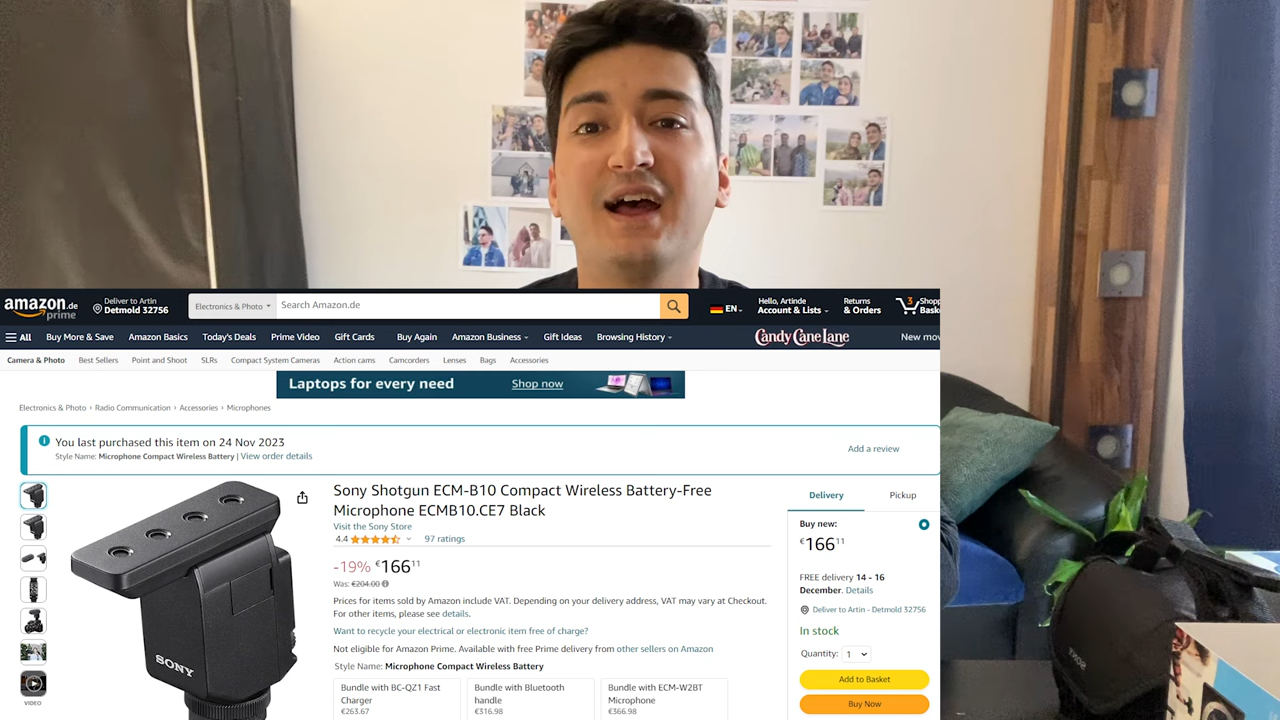 amazon.de
prime
Deliver to Artin
Detmold 32756
Electronics & Photo
Search Amazon.de
EN
Hello, Artinde
Account & Lists
Returns
& Orders
3
Shopp
Bask
All
Buy More & Save
Amazon Basics
Today's Deals
Prime Video
Gift Cards
Buy Again
Amazon Business
Gift Ideas
Browsing History
Candy Cane Lane
New mov
Camera & Photo
Best Sellers
Point and Shoot
SLRs
Compact System Cameras
Action cams
Camcorders
Lenses
Bags
Accessories
Laptops for every need
Shop now
Electronics & Photo › Radio Communication › Accessories › Microphones
You last purchased this item on 24 Nov 2023
Style Name: Microphone Compact Wireless Battery | View order details
Add a review
SONY
VIDEO
Sony Shotgun ECM-B10 Compact Wireless Battery-Free
Microphone ECMB10.CE7 Black
Visit the Sony Store
4.4
97 ratings
-19% €16611
Was: €204.00
Prices for items sold by Amazon include VAT. Depending on your delivery address, VAT may vary at Checkout.
For other items, please see details.
Want to recycle your electrical or electronic item free of charge?
Not eligible for Amazon Prime. Available with free Prime delivery from other sellers on Amazon
Style Name: Microphone Compact Wireless Battery
Bundle with BC-QZ1 Fast
Charger
€263.67
Bundle with Bluetooth
handle
€316.98
Bundle with ECM-W2BT
Microphone
€366.98
Delivery
Pickup
Buy new:
€16611
FREE delivery 14 - 16
December. Details
Deliver to Artin - Detmold 32756
In stock
Quantity: 1
Add to Basket
Buy Now
SONY